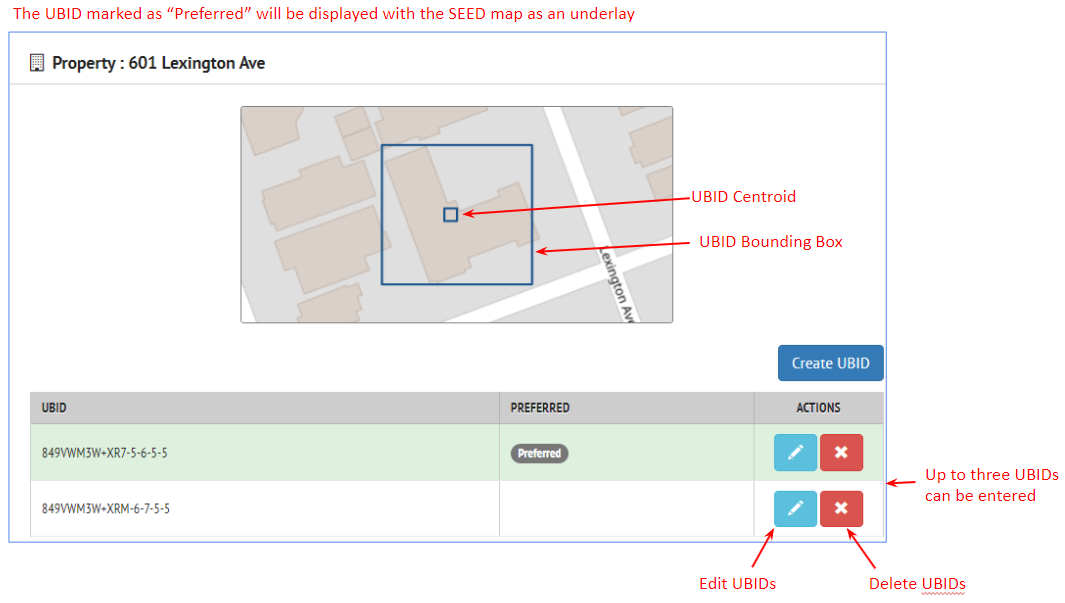 The UBID marked as “Preferred” will be displayed with the SEED map as an underlay
Property : 601 Lexington Ave
UBID Centroid
UBID Bounding Box
Lexington Ave
Create UBID
UBID PREFERRED ACTIONS
849VWM3W+XR7-5-6-5-5 Preferred
Up to three UBIDs
can be entered
849VWM3W+XRM-6-7-5-5
Edit UBIDs Delete UBIDs